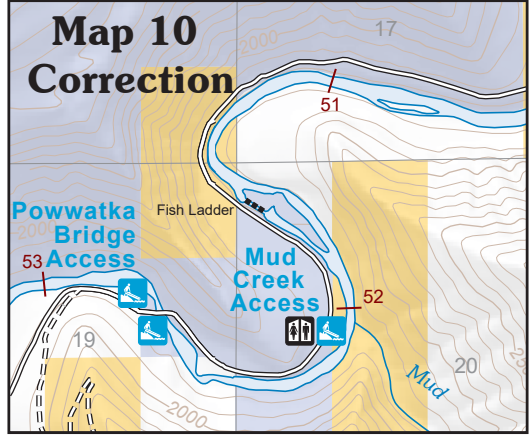 Map 10
Correction
2000
17
51
Fish Ladder
Powwatka
Bridge
Access
2000
53
Mud
Creek
Access
52
19
20
Mud
2000